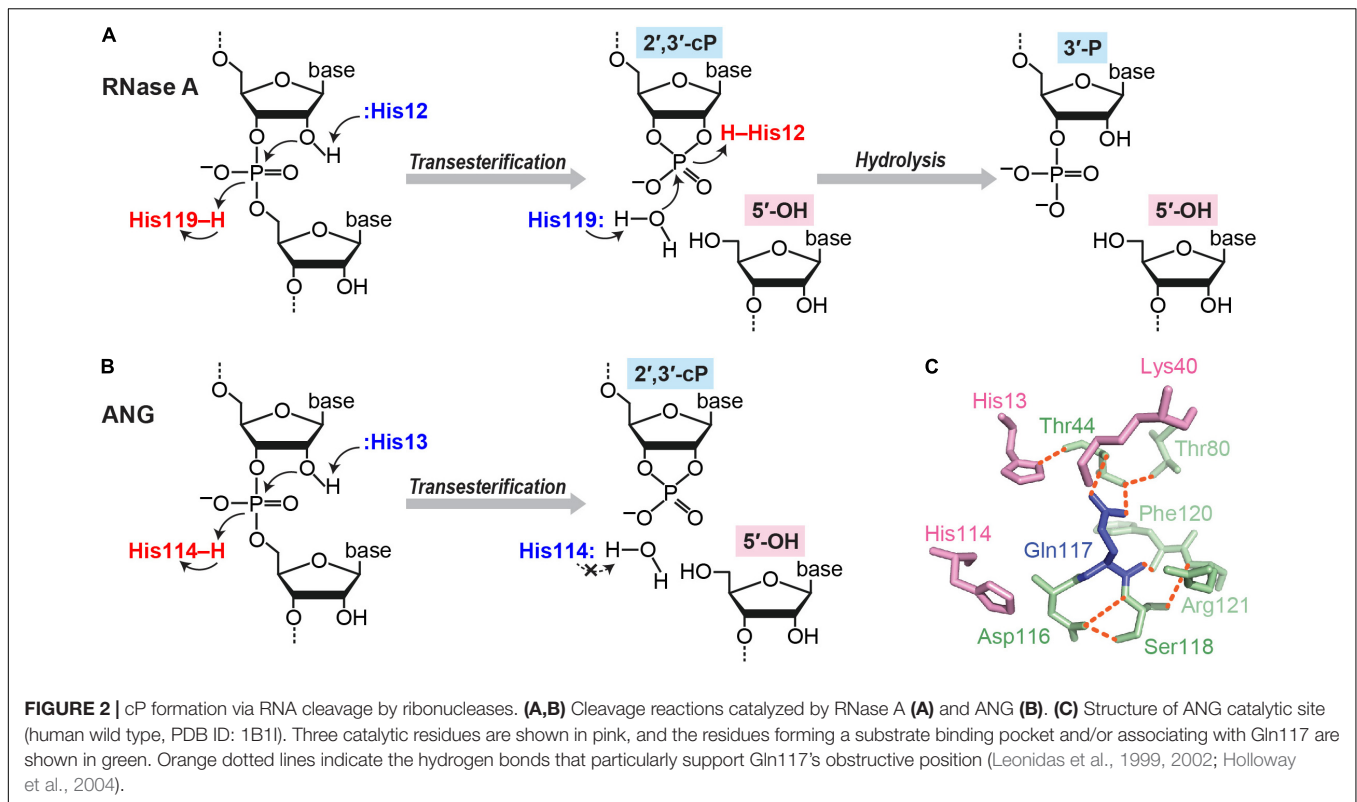 A
RNase A
O
O
base
:His12
O
O
H
⁻O–P=O
His119–H
O
O
base
O
OH
Transesterification
2′,3′-cP
O
O
base
O
O
H–His12
P
⁻O
O
His119:
H–O
H
5′-OH
HO
O
base
O
OH
Hydrolysis
3′-P
O
O
base
O
OH
⁻O–P=O
O⁻
5′-OH
HO
O
base
O
OH
B
ANG
O
O
base
:His13
O
O
H
⁻O–P=O
His114–H
O
O
base
O
OH
Transesterification
2′,3′-cP
O
O
base
O
O
P
⁻O
O
His114:
H–O
H
5′-OH
HO
O
base
O
OH
C
Lys40
His13
Thr44
Thr80
Phe120
His114
Gln117
Arg121
Asp116
Ser118
FIGURE 2 | cP formation via RNA cleavage by ribonucleases. (A,B) Cleavage reactions catalyzed by RNase A (A) and ANG (B). (C) Structure of ANG catalytic site
(human wild type, PDB ID: 1B1I). Three catalytic residues are shown in pink, and the residues forming a substrate binding pocket and/or associating with Gln117 are
shown in green. Orange dotted lines indicate the hydrogen bonds that particularly support Gln117's obstructive position (Leonidas et al., 1999, 2002; Holloway
et al., 2004).